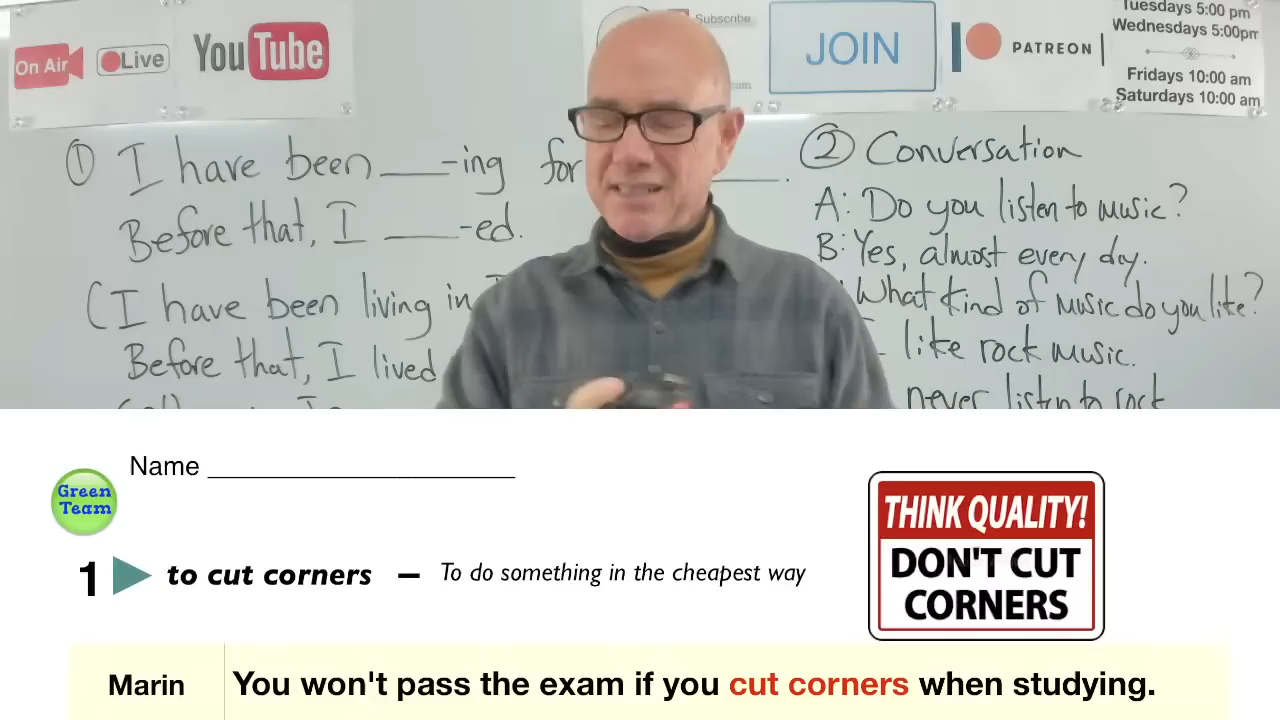 On Air
Live
YouTube
Subscribe
JOIN
PATREON
Tuesdays 5:00 pm
Wednesdays 5:00pm
Fridays 10:00 am
Saturdays 10:00 am
① I have been ____-ing for ____.
Before that, I ____-ed.
(I have been living in
Before that, I lived
② Conversation
A: Do you listen to music?
B: Yes, almost every day.
What kind of music do you like?
I like rock music.
never listen to rock
Name ____________________
Green
Team
1 to cut corners – To do something in the cheapest way
THINK QUALITY!
DON'T CUT
CORNERS
Marin You won't pass the exam if you cut corners when studying.